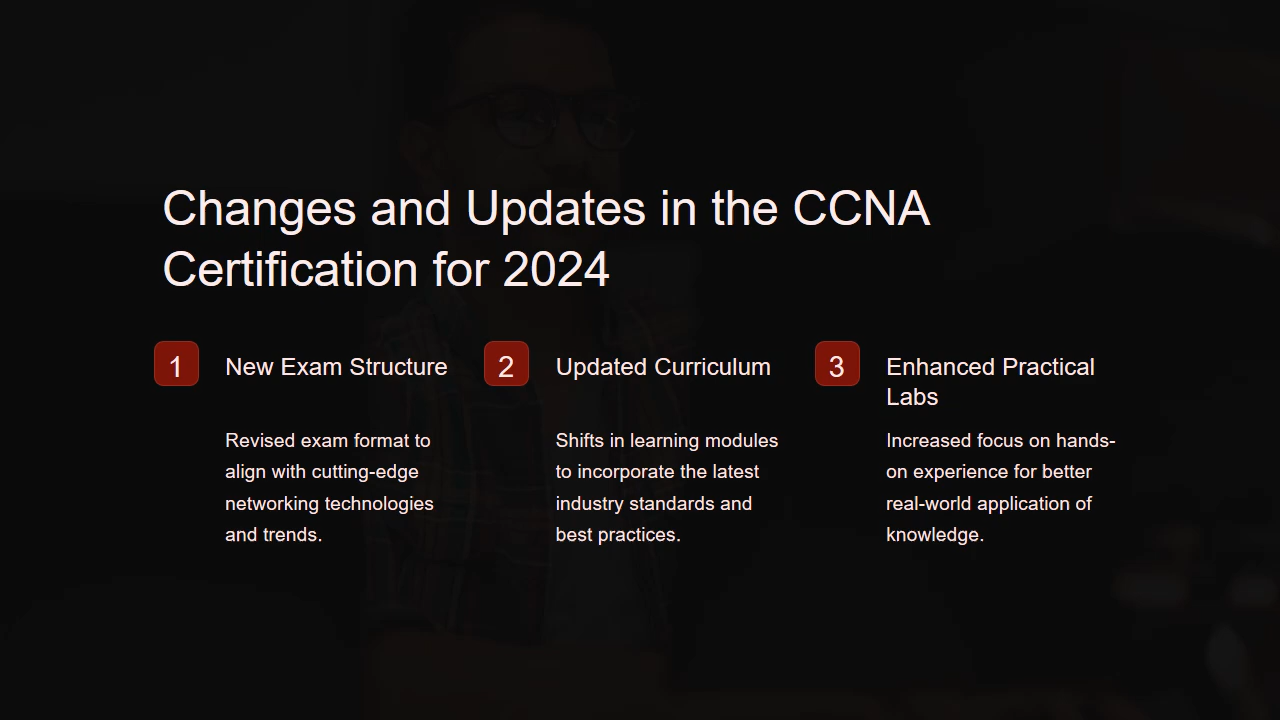 Changes and Updates in the CCNA
Certification for 2024
1
New Exam Structure
Revised exam format to
align with cutting-edge
networking technologies
and trends.
2
Updated Curriculum
Shifts in learning modules
to incorporate the latest
industry standards and
best practices.
3
Enhanced Practical
Labs
Increased focus on hands-
on experience for better
real-world application of
knowledge.